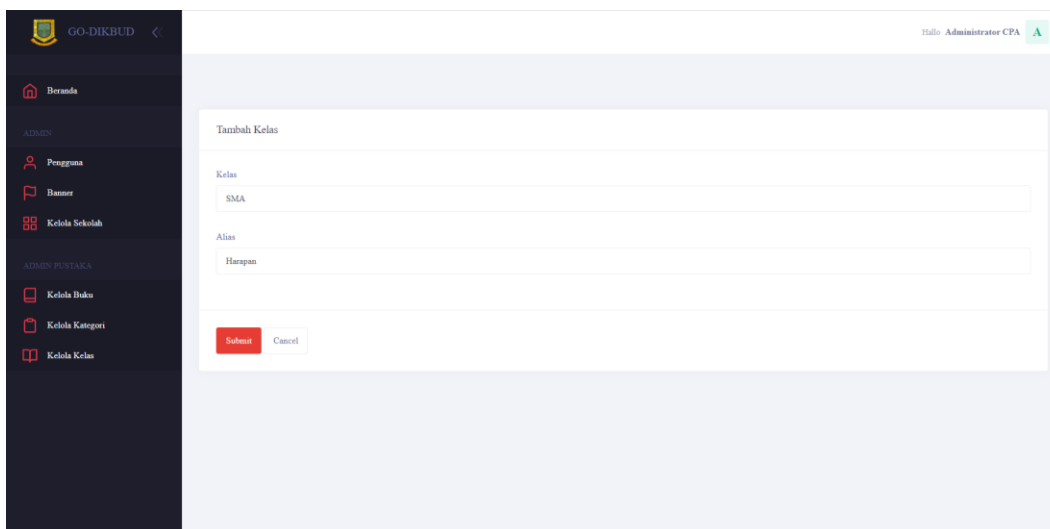 GO-DIKBUD
Hallo Administrator CPA A
Beranda
ADMIN
Pengguna
Banner
Kelola Sekolah
ADMIN PUSTAKA
Kelola Buku
Kelola Kategori
Kelola Kelas
Tambah Kelas
Kelas
SMA
Alias
Harapan
Submit Cancel